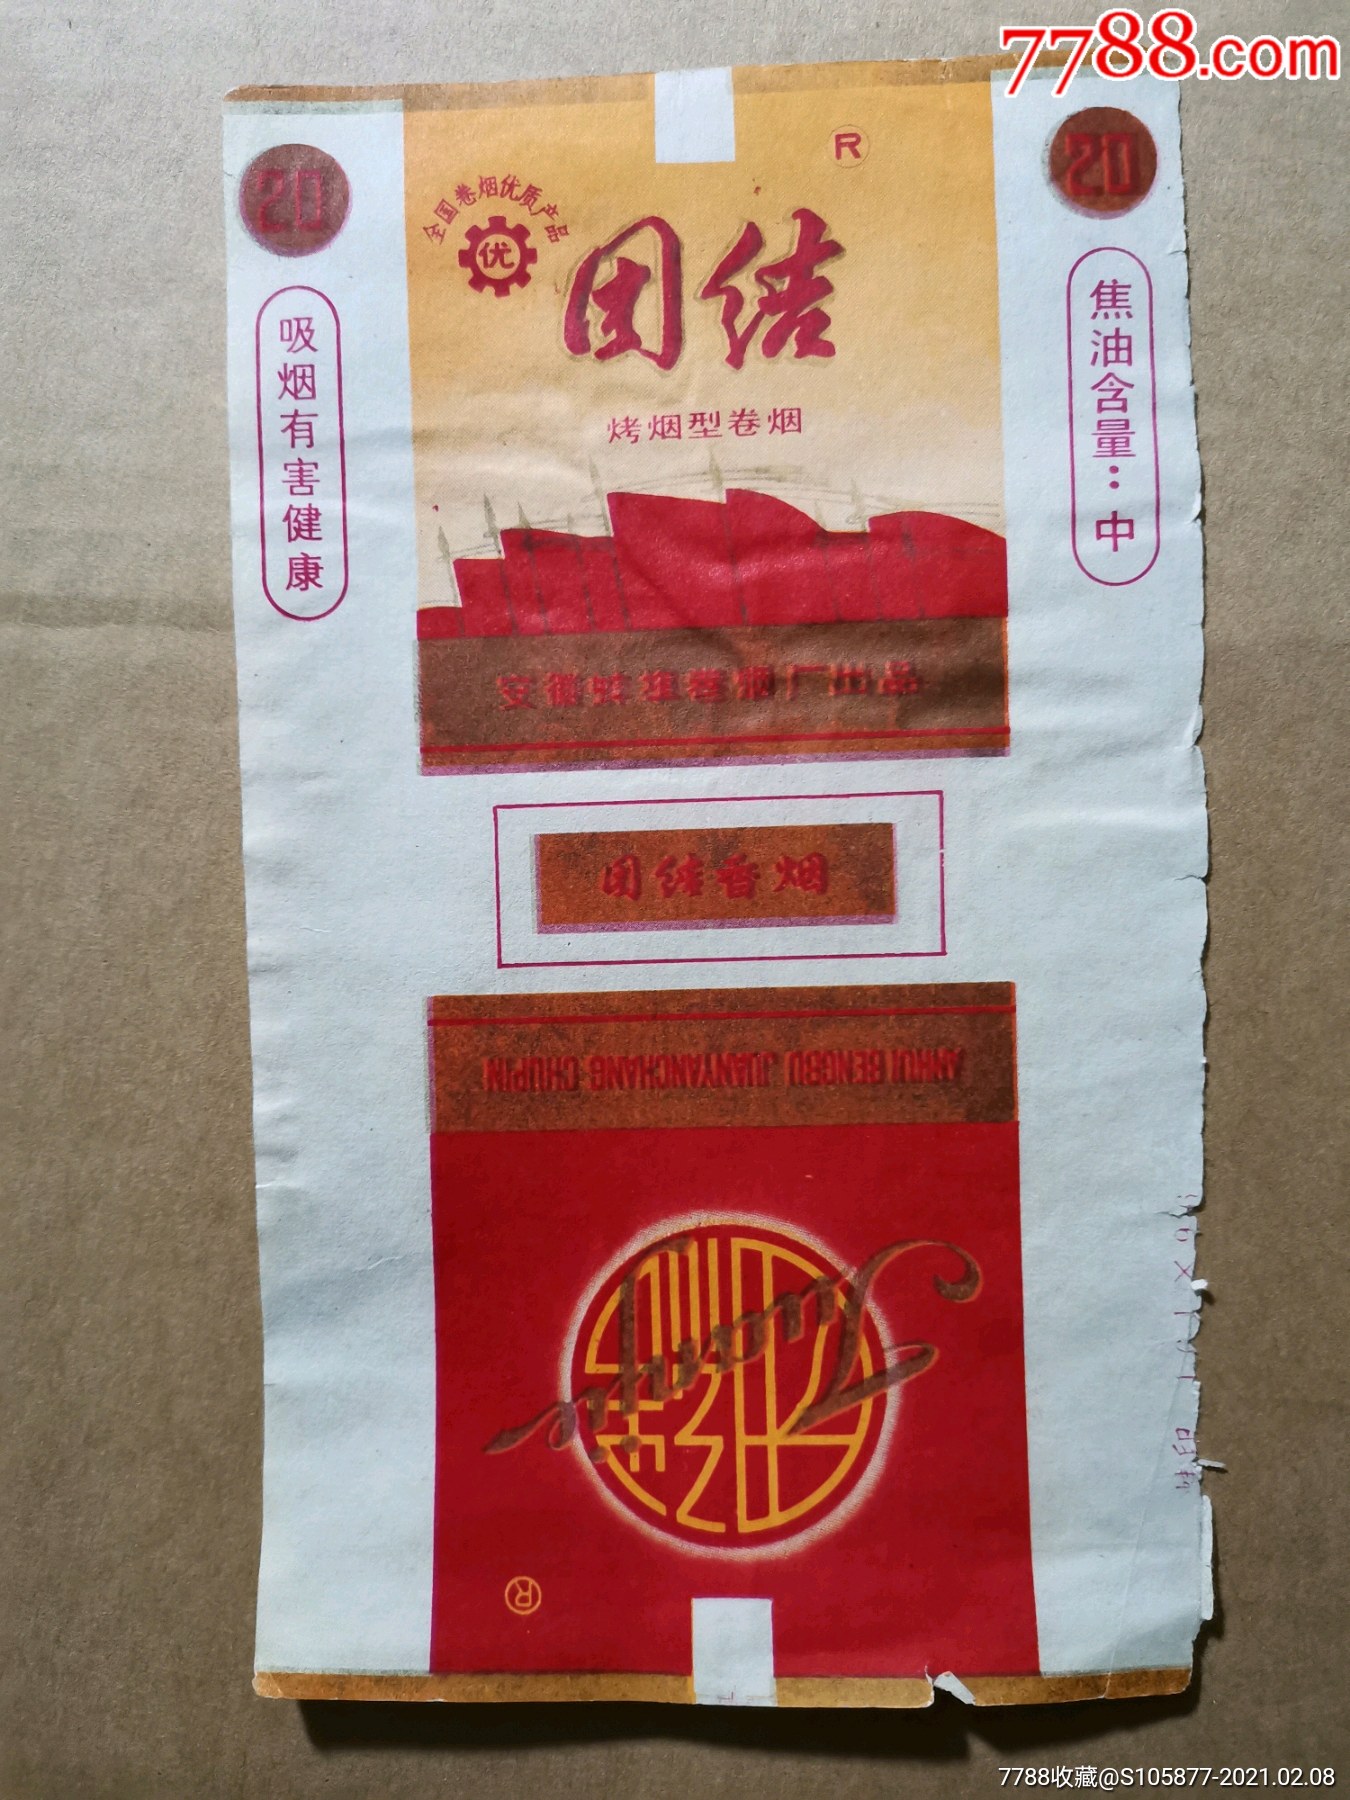 7788.com
20
20
R
全国卷烟优质产品
优
团结
烤烟型卷烟
吸烟有害健康
焦油含量：中
安徽蚌埠卷烟厂出品
团结香烟
ANHUI BENGBU JUANYANCHANG CHUPIN
Tuanjie
团结
R
7788收藏@S105877-2021.02.08